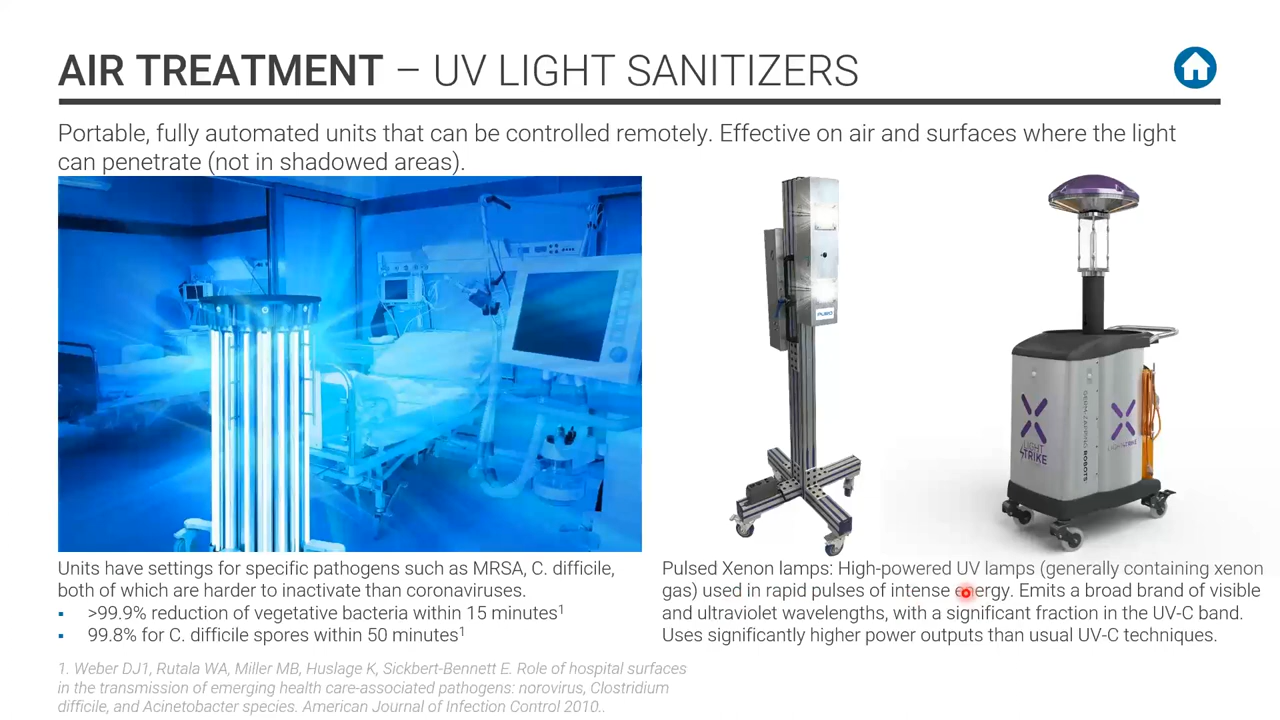 AIR TREATMENT – UV LIGHT SANITIZERS
Portable, fully automated units that can be controlled remotely. Effective on air and surfaces where the light
can penetrate (not in shadowed areas).
LIGHT
STRIKE
GERM-ZAPPING ROBOTS
LIGHTSTRIKE
Units have settings for specific pathogens such as MRSA, C. difficile,
both of which are harder to inactivate than coronaviruses.
▪ >99.9% reduction of vegetative bacteria within 15 minutes1
▪ 99.8% for C. difficile spores within 50 minutes1
1. Weber DJ1, Rutala WA, Miller MB, Huslage K, Sickbert-Bennett E. Role of hospital surfaces
in the transmission of emerging health care-associated pathogens: norovirus, Clostridium
difficile, and Acinetobacter species. American Journal of Infection Control 2010..
Pulsed Xenon lamps: High-powered UV lamps (generally containing xenon
gas) used in rapid pulses of intense energy. Emits a broad brand of visible
and ultraviolet wavelengths, with a significant fraction in the UV-C band.
Uses significantly higher power outputs than usual UV-C techniques.